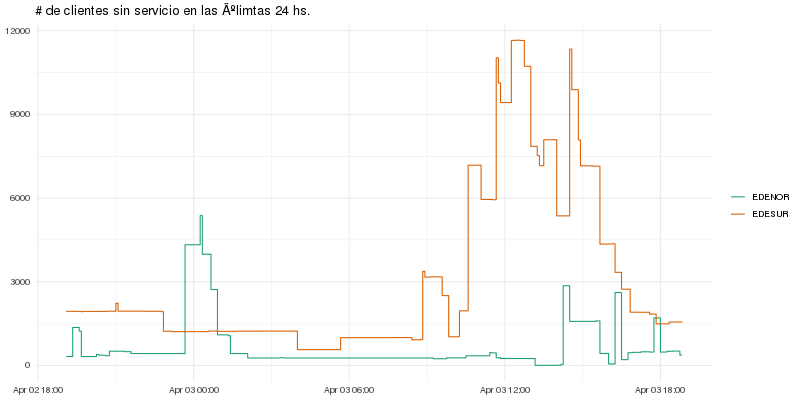 # de clientes sin servicio en las Ãºlimtas 24 hs.
12000
9000
6000
3000
0
EDENOR
EDESUR
Apr 02 18:00
Apr 03 00:00
Apr 03 06:00
Apr 03 12:00
Apr 03 18:00